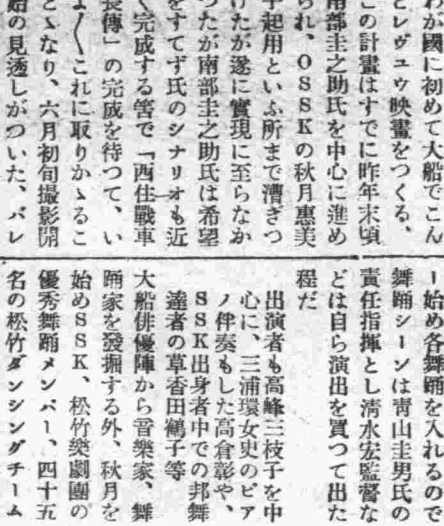 わが國に初めて大船でこん
どレヴュウ映畫をつくる、
この計畫はすでに昨年末頃
南部圭之助氏を中心に進め
られ、OSSKの秋月惠美
子起用といふ所まで漕ぎつ
けたが遂に實現に至らなか
つたが南部圭之助氏は希望
をすてず氏のシナリオも近
く完成する筈で「西住戰車
長傳」の完成を待つて、い
よ〱これに取りかゝるこ
とゝなり、六月初旬撮影開
始の見透しがついた、バレ
ー始め各舞踊を入れるので
舞踊シーンは靑山圭男氏の
責任指揮とし清水宏監督な
どは自ら演出を買つて出た
程だ
出演者も高峰三枝子を中
心に、三浦環女史のピア
ノ伴奏もした高倉彰や、
SSK出身者中での邦舞
達者の草香田鶴子等
大船俳優陣から音樂家、舞
踊家を發掘する外、秋月を
始めSSK、松竹樂劇團の
優秀舞踊メンバー、四十五
名の松竹ダンシングチーム